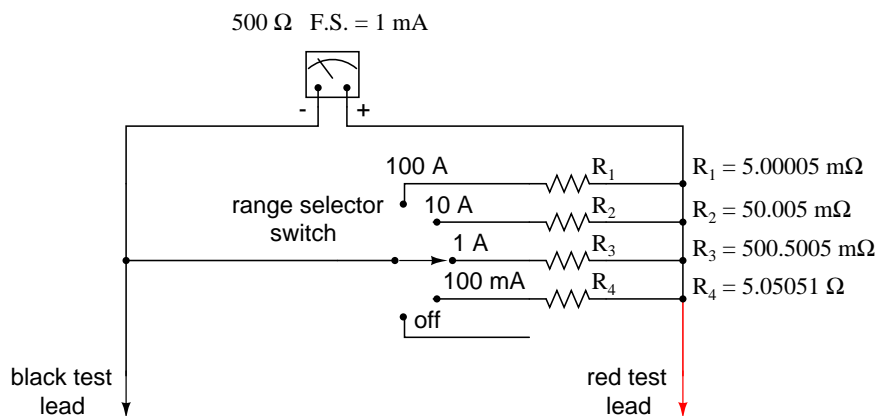 500 Ω F.S. = 1 mA
- +
100 A R1 R1 = 5.00005 mΩ
range selector
switch
10 A R2 R2 = 50.005 mΩ
1 A R3 R3 = 500.5005 mΩ
100 mA R4 R4 = 5.05051 Ω
off
black test
lead
red test
lead